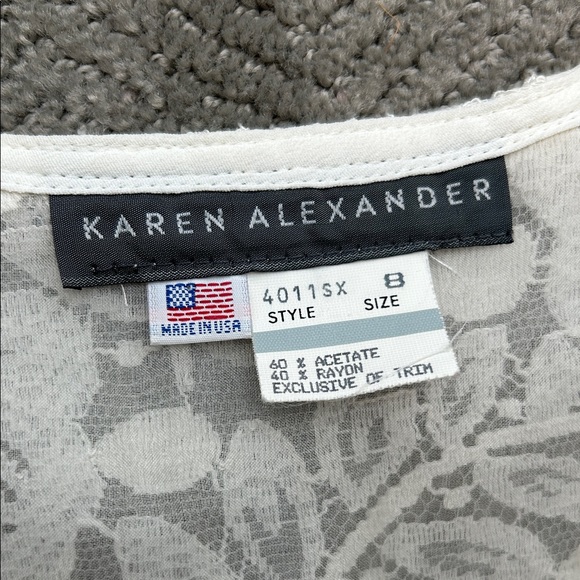 KAREN ALEXANDER
MADE IN USA
4011SX 8
STYLE SIZE
60 % ACETATE
40 % RAYON
EXCLUSIVE OF TRIM